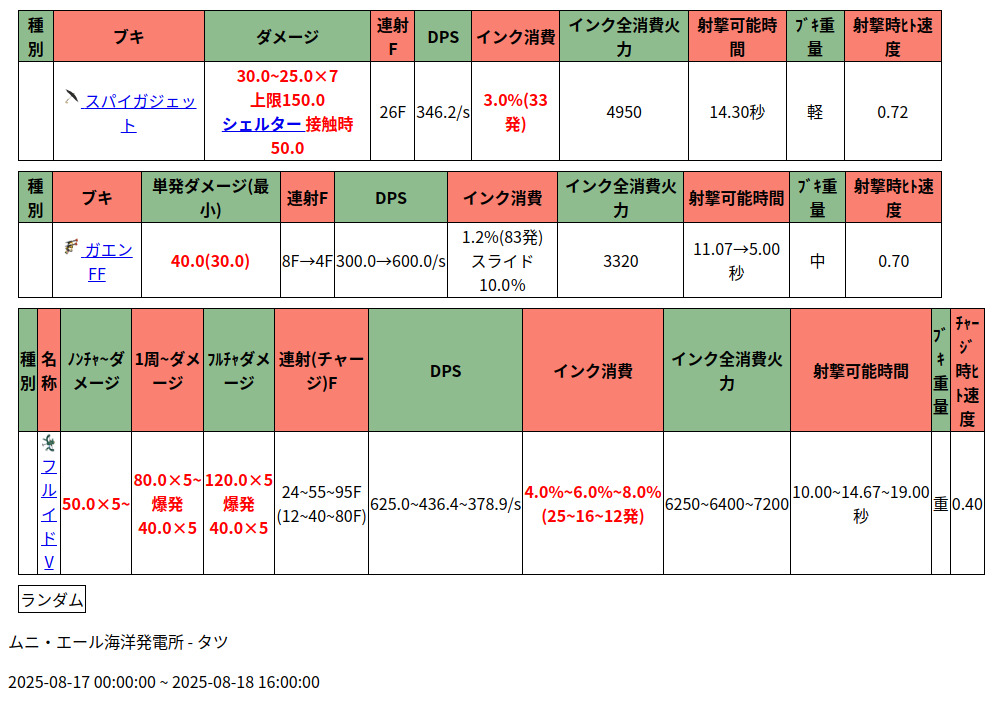 種別 ブキ ダメージ 連射F DPS インク消費 インク全消費火力 射撃可能時間 ﾌﾞｷ重量 射撃時ﾋﾄ速度
スパイガジェット 30.0~25.0×7 上限150.0 シェルター 接触時 50.0 26F 346.2/s 3.0%(33発) 4950 14.30秒 軽 0.72
種別 ブキ 単発ダメージ(最小) 連射F DPS インク消費 インク全消費火力 射撃可能時間 ﾌﾞｷ重量 射撃時ﾋﾄ速度
ガエンFF 40.0(30.0) 8F→4F 300.0→600.0/s 1.2%(83発) スライド 10.0% 3320 11.07→5.00秒 中 0.70
種別 名称 ﾉﾝﾁｬ~ダメージ 1周~ダメージ ﾌﾙﾁｬダメージ 連射(チャージ)F DPS インク消費 インク全消費火力 射撃可能時間 ﾌﾞｷ重量 ﾁｬｰｼﾞ時ﾋﾄ速度
フルイドV 50.0×5~ 80.0×5~ 爆発 40.0×5 120.0×5 爆発 40.0×5 24~55~95F (12~40~80F) 625.0~436.4~378.9/s 4.0%~6.0%~8.0% (25~16~12発) 6250~6400~7200 10.00~14.67~19.00秒 重 0.40
ランダム
ムニ・エール海洋発電所 - タツ
2025-08-17 00:00:00 ~ 2025-08-18 16:00:00